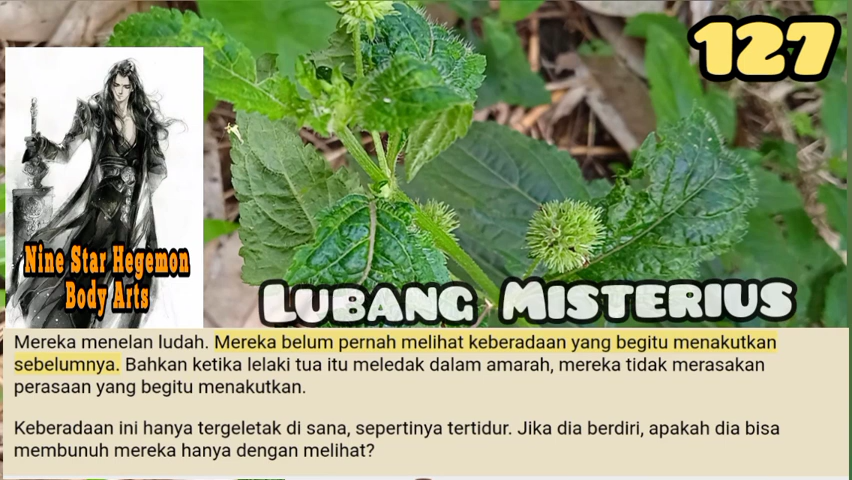 127
Nine Star Hegemon
Body Arts
Lubang Misterius
Mereka menelan ludah. Mereka belum pernah melihat keberadaan yang begitu menakutkan
sebelumnya. Bahkan ketika lelaki tua itu meledak dalam amarah, mereka tidak merasakan
perasaan yang begitu menakutkan.
Keberadaan ini hanya tergeletak di sana, sepertinya tertidur. Jika dia berdiri, apakah dia bisa
membunuh mereka hanya dengan melihat?